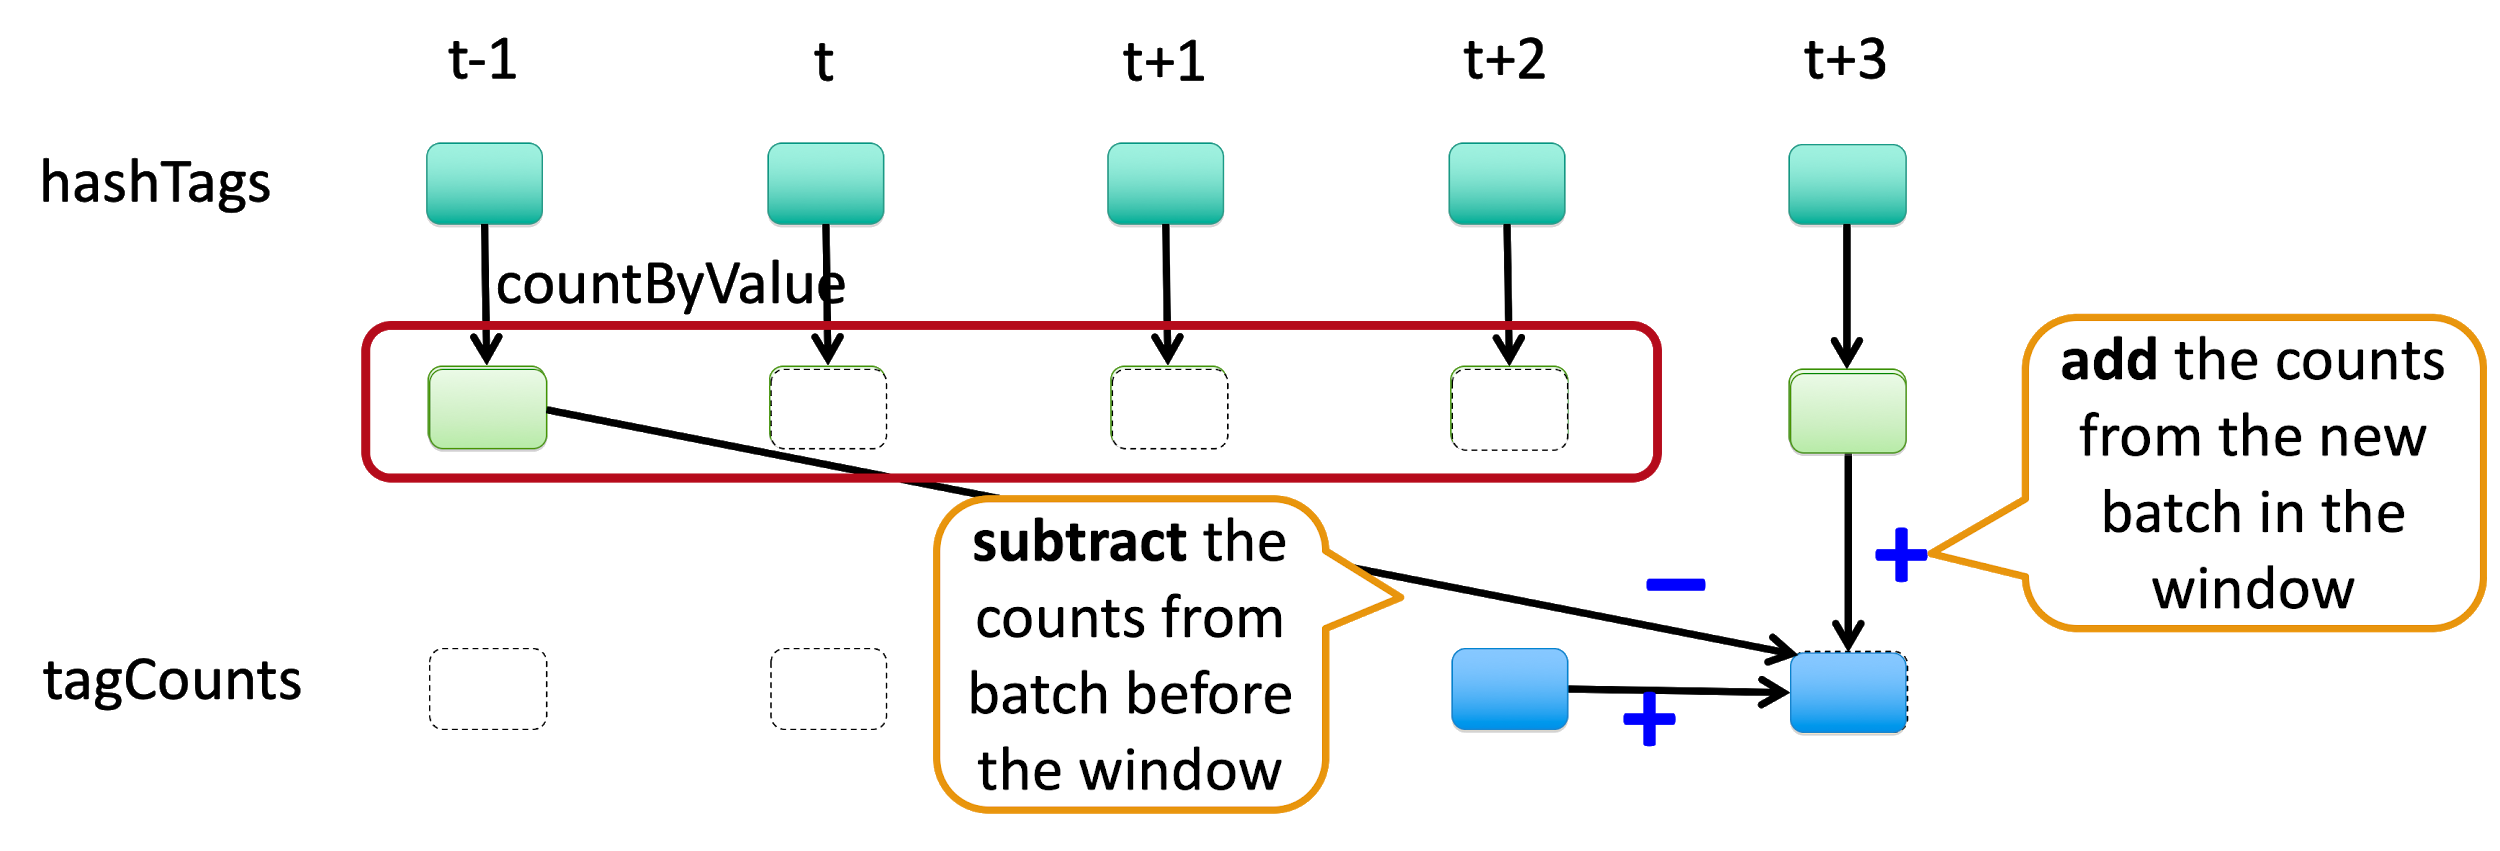 t-1
t
t+1
t+2
t+3
hashTags
countByValue
add the counts
from the new
batch in the
window
+
subtract the
counts from
batch before
the window
−
tagCounts
+